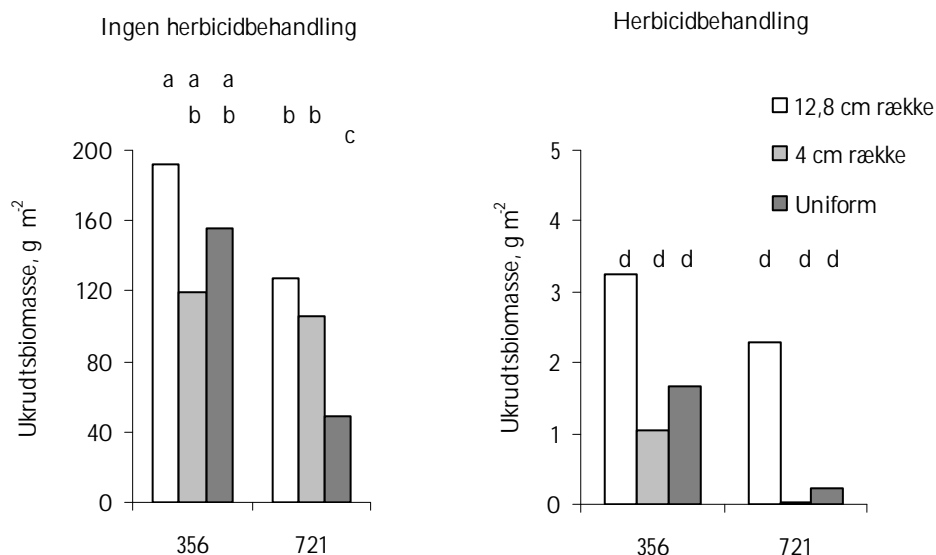 Ingen herbicidbehandling
a a a
b b b b
c
200
160
120
80
40
0
Ukrudtsbiomasse, g m-2
356 721
Herbicidbehandling
12,8 cm række
4 cm række
Uniform
5
4
3
2
1
0
Ukrudtsbiomasse, g m-2
d d d d d d
356 721